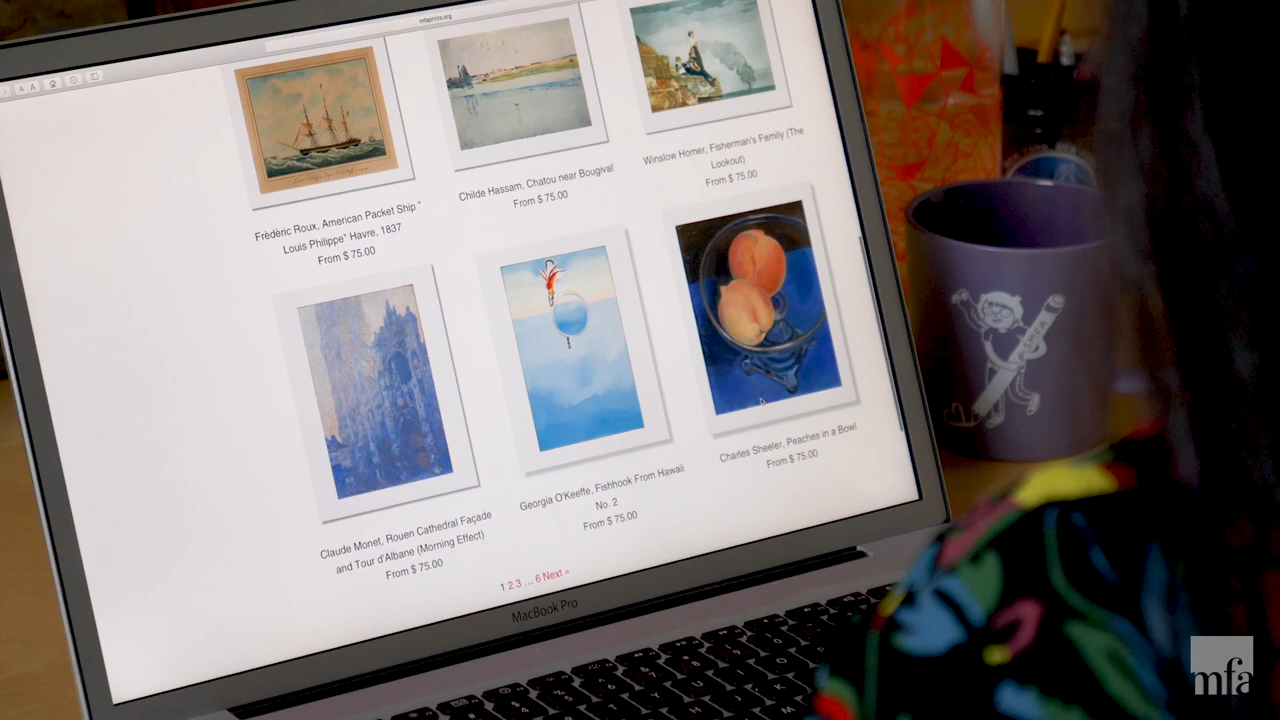 mfaprints.org
A A
Frèdèric Roux, American Packet Ship "
Louis Philippe" Havre, 1837
From $ 75.00
Childe Hassam, Chatou near Bougival
From $ 75.00
Winslow Homer, Fisherman's Family (The
Lookout)
From $ 75.00
Claude Monet, Rouen Cathedral Façade
and Tour d'Albane (Morning Effect)
From $ 75.00
Georgia O'Keeffe, Fishhook From Hawaii
No. 2
From $ 75.00
Charles Sheeler, Peaches in a Bowl
From $ 75.00
1 2 3 ... 6 Next »
MacBook Pro
mfa